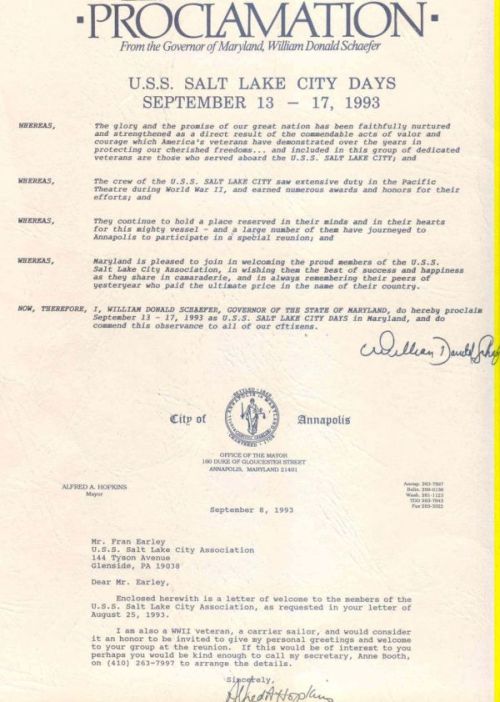 ·PROCLAMATION·
From the Governor of Maryland, William Donald Schaefer
U.S.S. SALT LAKE CITY DAYS
SEPTEMBER 13 - 17, 1993
WHEREAS, The glory and the promise of our great nation has been faithfully nurtured
and strengthened as a direct result of the commendable acts of valor and
courage which America's veterans have demonstrated over the years in
protecting our cherished freedoms... and included in this group of dedicated
veterans are those who served aboard the U.S.S. SALT LAKE CITY; and
WHEREAS, The crew of the U.S.S. SALT LAKE CITY saw extensive duty in the Pacific
Theatre during World War II, and earned numerous awards and honors for their
efforts; and
WHEREAS, They continue to hold a place reserved in their minds and in their hearts
for this mighty vessel - and a large number of them have journeyed to
Annapolis to participate in a special reunion; and
WHEREAS, Maryland is pleased to join in welcoming the proud members of the U.S.S.
Salt Lake City Association, in wishing them the best of success and happiness
as they share in camaraderie, and in always remembering their peers of
yesteryear who paid the ultimate price in the name of their country.
NOW, THEREFORE, I, WILLIAM DONALD SCHAEFER, GOVERNOR OF THE STATE OF MARYLAND, do hereby proclaim
September 13 - 17, 1993 as U.S.S. SALT LAKE CITY DAYS in Maryland, and do
commend this observance to all of our citizens.
William Donald
City of Annapolis
OFFICE OF THE MAYOR
160 DUKE OF GLOUCESTER STREET
ANNAPOLIS, MARYLAND 21401
ALFRED A. HOPKINS
Mayor
Annap. 263-7997
Wash. 261-1123
TDD 263-7943
September 8, 1993
Mr. Fran Earley
U.S.S. Salt Lake City Association
144 Tyson Avenue
Glenside, PA 19038
Dear Mr. Earley,
Enclosed herewith is a letter of welcome to the members of the
U.S.S. Salt Lake City Association, as requested in your letter of
August 25, 1993.
I am also a WWII veteran, a carrier sailor, and would consider
it an honor to be invited to give my personal greetings and welcome
to your group at the reunion. If this would be of interest to you
perhaps you would be kind enough to call my secretary, Anne Booth,
on (410) 263-7997 to arrange the details.
Sincerely,
Alfred A Hopkins